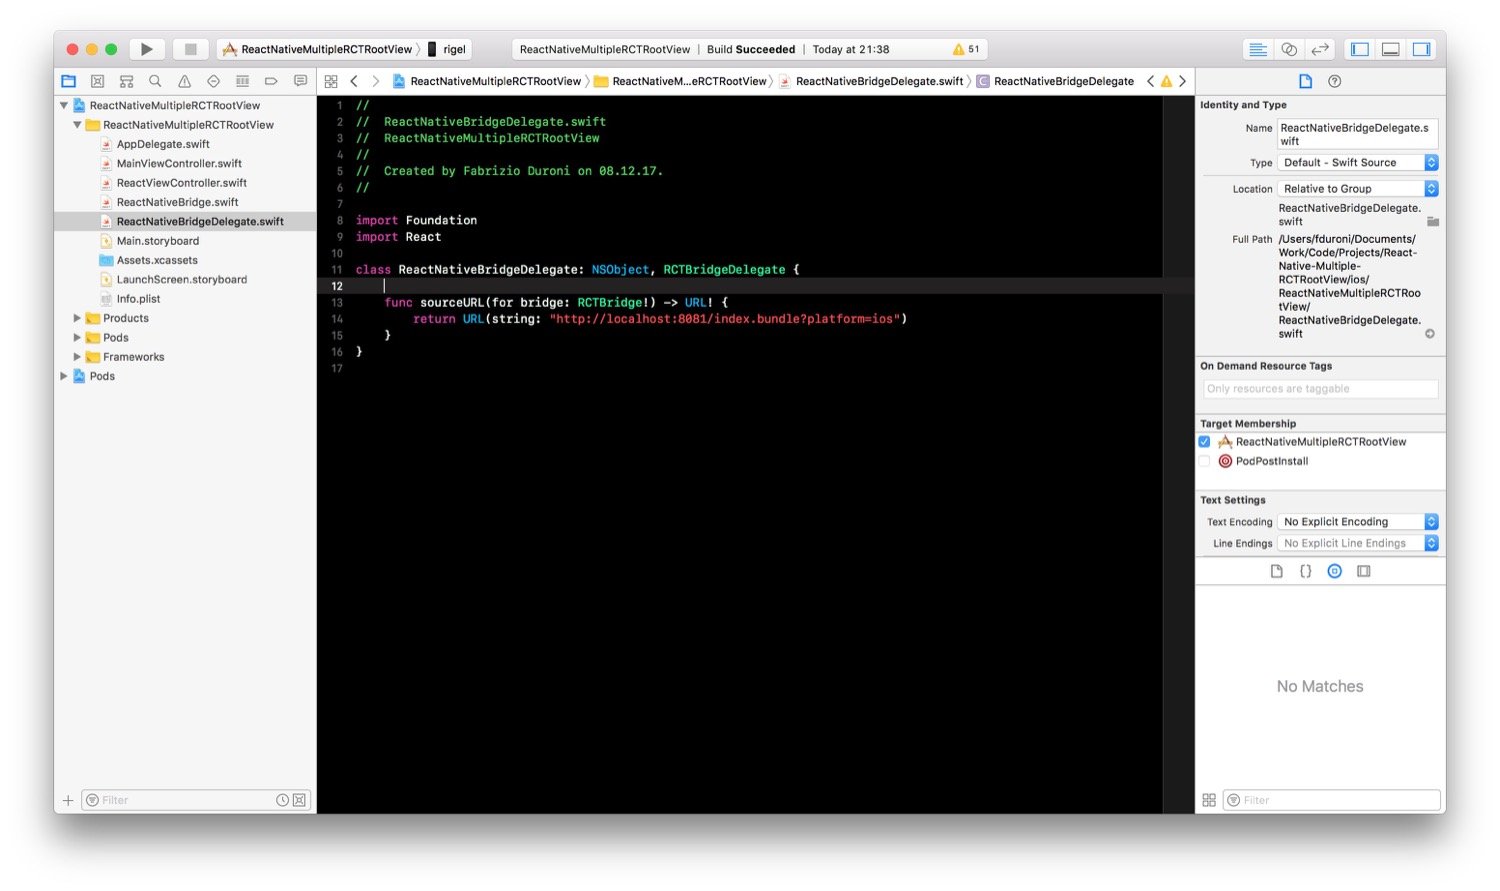 ReactNativeMultipleRCTRootView 〉 rigel
ReactNativeMultipleRCTRootView | Build Succeeded | Today at 21:38
51
ReactNativeMultipleRCTRootView 〉 ReactNativeM...eRCTRootView 〉 ReactNativeBridgeDelegate.swift 〉 C ReactNativeBridgeDelegate
ReactNativeMultipleRCTRootView
ReactNativeMultipleRCTRootView
AppDelegate.swift
MainViewController.swift
ReactViewController.swift
ReactNativeBridge.swift
ReactNativeBridgeDelegate.swift
Main.storyboard
Assets.xcassets
LaunchScreen.storyboard
Info.plist
Products
Pods
Frameworks
Pods
Filter
1 //
2 // ReactNativeBridgeDelegate.swift
3 // ReactNativeMultipleRCTRootView
4 //
5 // Created by Fabrizio Duroni on 08.12.17.
6 //
7
8 import Foundation
9 import React
10
11 class ReactNativeBridgeDelegate: NSObject, RCTBridgeDelegate {
12
13 func sourceURL(for bridge: RCTBridge!) -> URL! {
14 return URL(string: "http://localhost:8081/index.bundle?platform=ios")
15 }
16 }
17
Identity and Type
Name ReactNativeBridgeDelegate.s
wift
Type Default - Swift Source
Location Relative to Group
ReactNativeBridgeDelegate.
swift
Full Path /Users/fduroni/Documents/
Work/Code/Projects/React-
Native-Multiple-
RCTRootView/ios/
ReactNativeMultipleRCTRoo
tView/
ReactNativeBridgeDelegate.
swift
On Demand Resource Tags
Only resources are taggable
Target Membership
ReactNativeMultipleRCTRootView
PodPostInstall
Text Settings
Text Encoding No Explicit Encoding
Line Endings No Explicit Line Endings
No Matches
Filter